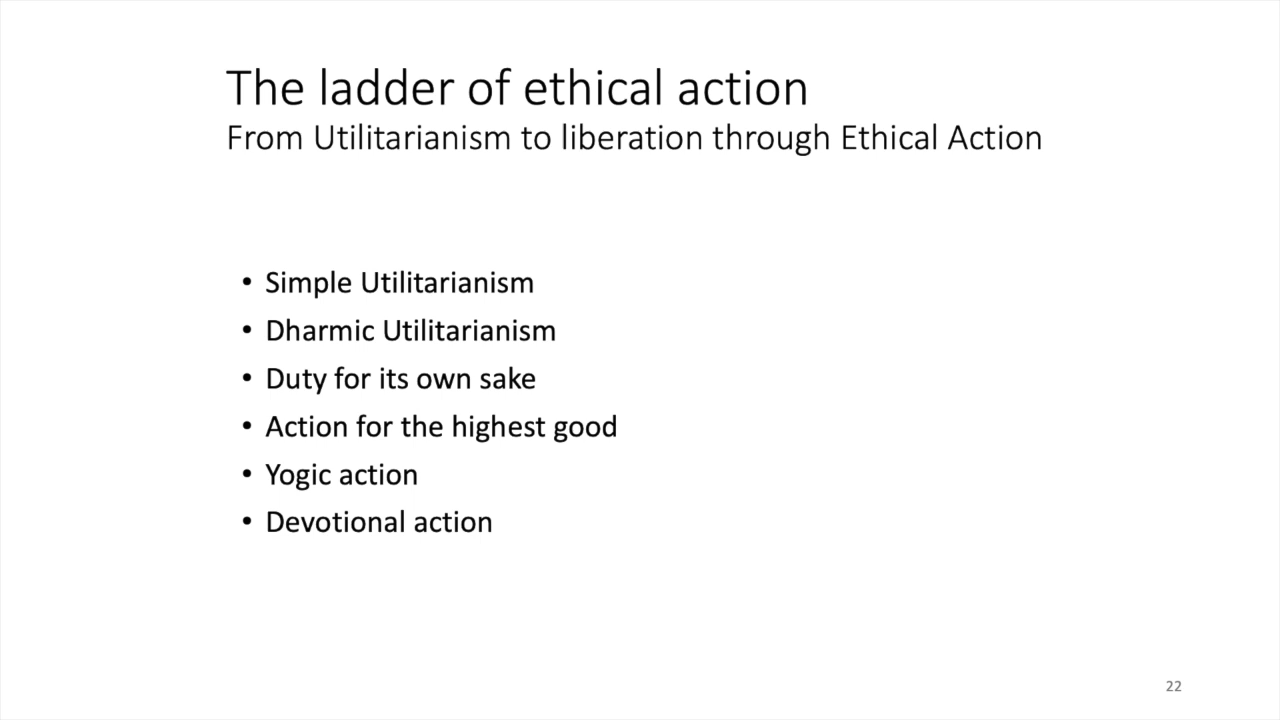 The ladder of ethical action
From Utilitarianism to liberation through Ethical Action
• Simple Utilitarianism
• Dharmic Utilitarianism
• Duty for its own sake
• Action for the highest good
• Yogic action
• Devotional action
22